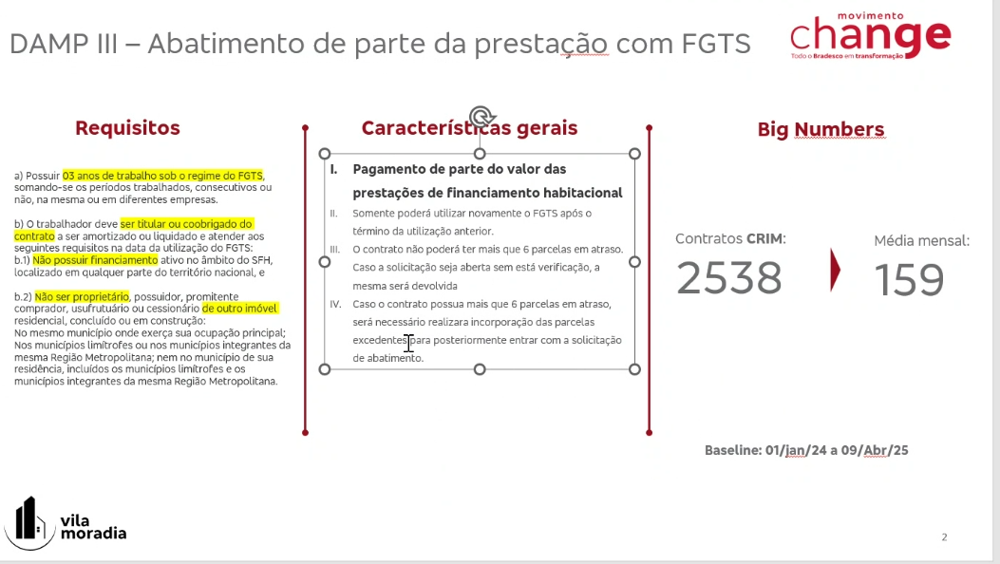 DAMP III – Abatimento de parte da prestação com FGTS
movimento
change
Todo o Bradesco em transformação
Requisitos
a) Possuir 03 anos de trabalho sob o regime do FGTS,
somando-se os períodos trabalhados, consecutivos ou
não, na mesma ou em diferentes empresas.
b) O trabalhador deve ser titular ou coobrigado do
contrato a ser amortizado ou liquidado e atender aos
seguintes requisitos na data da utilização do FGTS:
b.1) Não possuir financiamento ativo no âmbito do SFH,
localizado em qualquer parte do território nacional, e
b.2) Não ser proprietário, possuidor, promitente
comprador, usufrutuário ou cessionário de outro imóvel
residencial, concluído ou em construção:
No mesmo município onde exerça sua ocupação principal;
Nos municípios limítrofes ou nos municípios integrantes da
mesma Região Metropolitana; nem no município de sua
residência, incluídos os municípios limítrofes e os
municípios integrantes da mesma Região Metropolitana.
Características gerais
I. Pagamento de parte do valor das
prestações de financiamento habitacional
II. Somente poderá utilizar novamente o FGTS após o
término da utilização anterior.
III. O contrato não poderá ter mais que 6 parcelas em atraso.
Caso a solicitação seja aberta sem está verificação, a
mesma será devolvida
IV. Caso o contrato possua mais que 6 parcelas em atraso,
será necessário realizara incorporação das parcelas
excedentes para posteriormente entrar com a solicitação
de abatimento.
Big Numbers
Contratos CRIM:
2538
Média mensal:
159
Baseline: 01/jan/24 a 09/Abr/25
vila
moradia
2